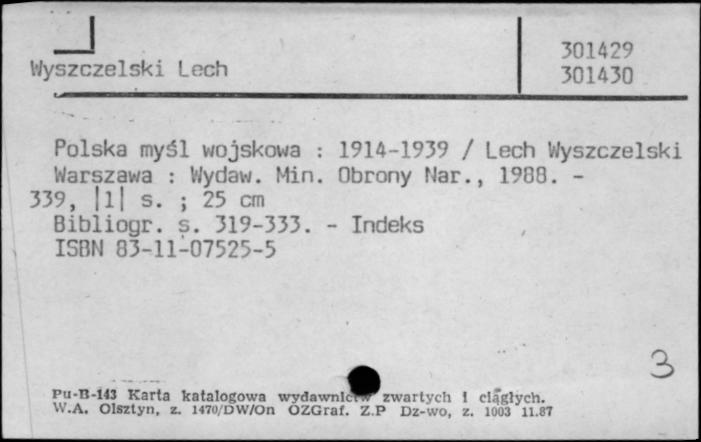 301429
Wyszczelski Lech
301430
Polska myśl wojskowa : 1914-1939 / Lech Wyszczelski
Warszawa : Wydaw. Min. Obrony Nar., 1988. -
339, |1| s. ; 25 cm
Bibliogr. s. 319-333. - Indeks
ISBN 83-11-07525-5
3
Pu-B-143 Karta katalogowa wydawnictw zwartych i ciągłych.
W.A. Olsztyn, z. 1470/DW/On OZGraf. Z.P Dz-wo, z. 1003 11.87